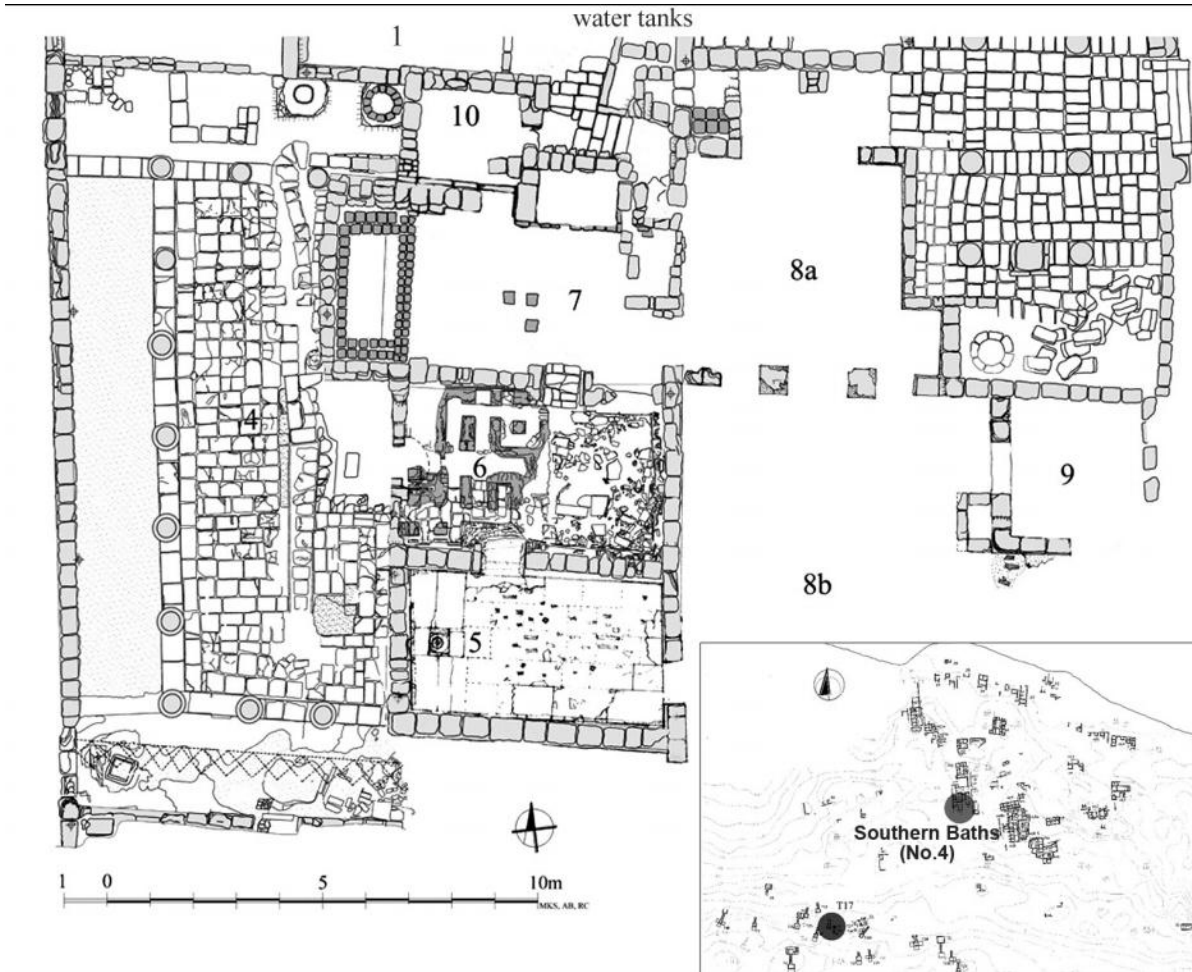 water tanks
1
10
7
8a
4
6
9
8b
5
Southern Baths
(No.4)
T17
1 0 5 10m
MKS, AB, RC